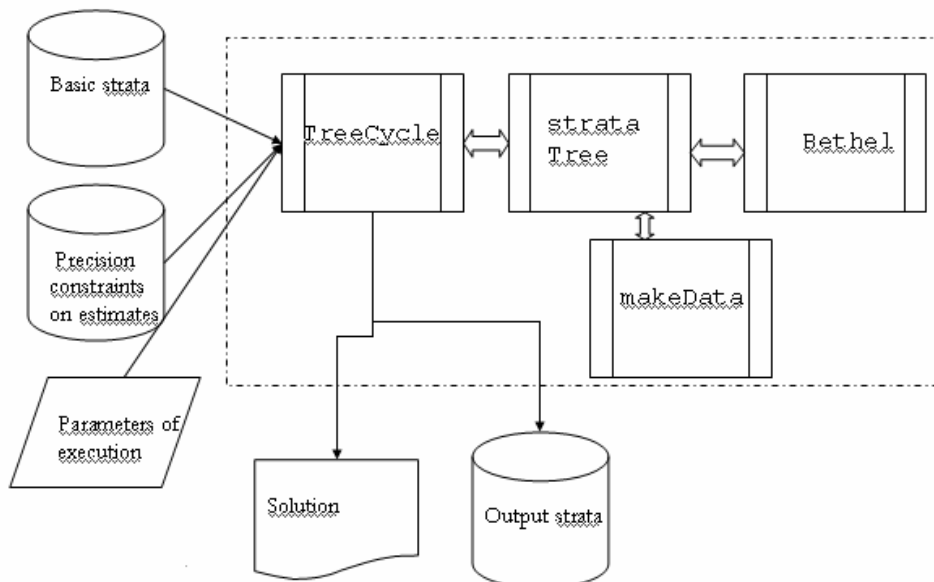 Basic strata
TreeCycle
strata
Tree
Bethel
Precision
constraints
on estimates
makeData
Parameters of
execution
Solution
Output strata